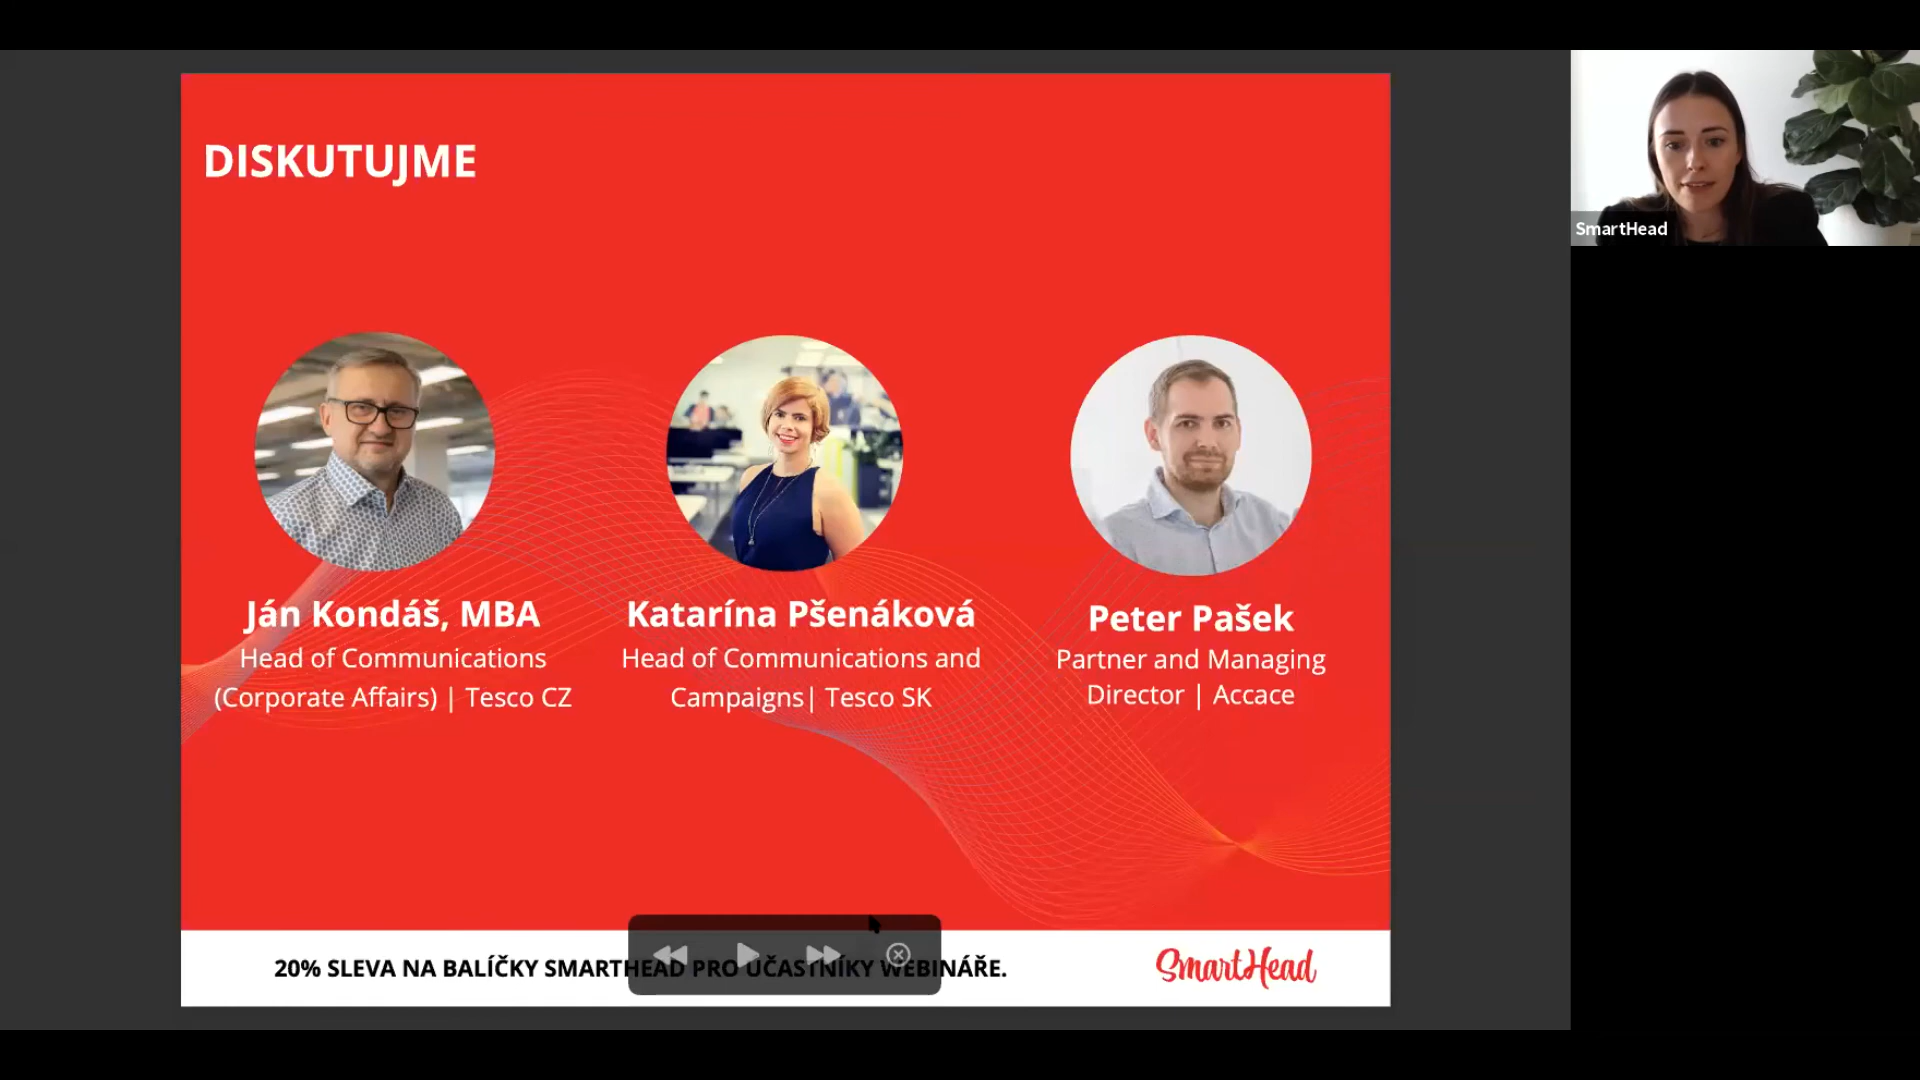 DISKUTUJME
SmartHead
Ján Kondáš, MBA
Head of Communications
(Corporate Affairs) | Tesco CZ
Katarína Pšenáková
Head of Communications and
Campaigns| Tesco SK
Peter Pašek
Partner and Managing
Director | Accace
20% SLEVA NA BALÍČKY SMARTHEAD PRO ÚČASTNÍKY WEBINÁŘE.
SmartHead